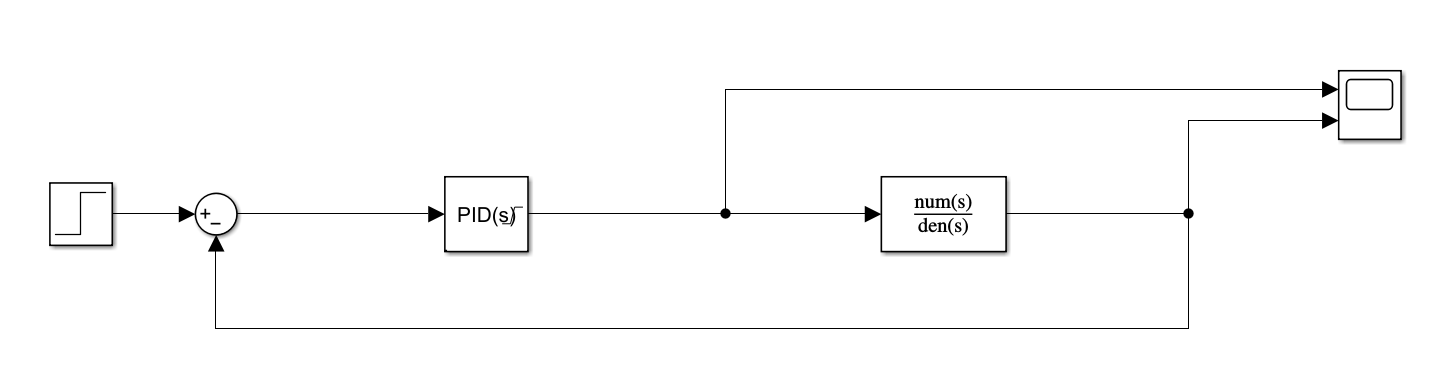 +
−
PID(s)
num(s)
den(s)